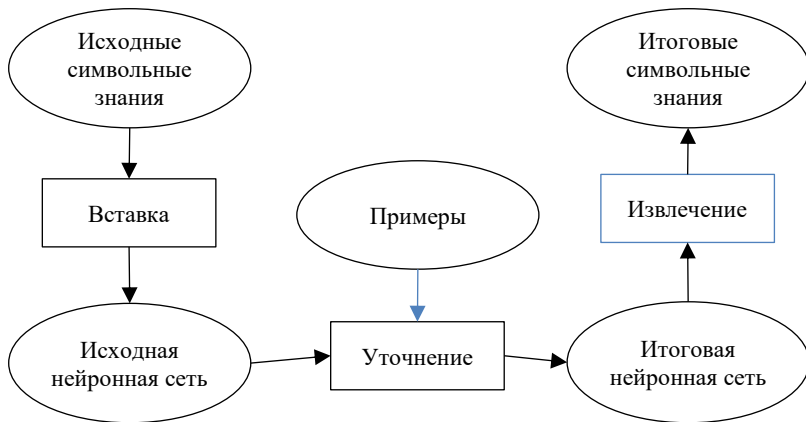 Исходные
символьные
знания
Итоговые
символьные
знания
Вставка
Примеры
Извлечение
Исходная
нейронная сеть
Уточнение
Итоговая
нейронная сеть